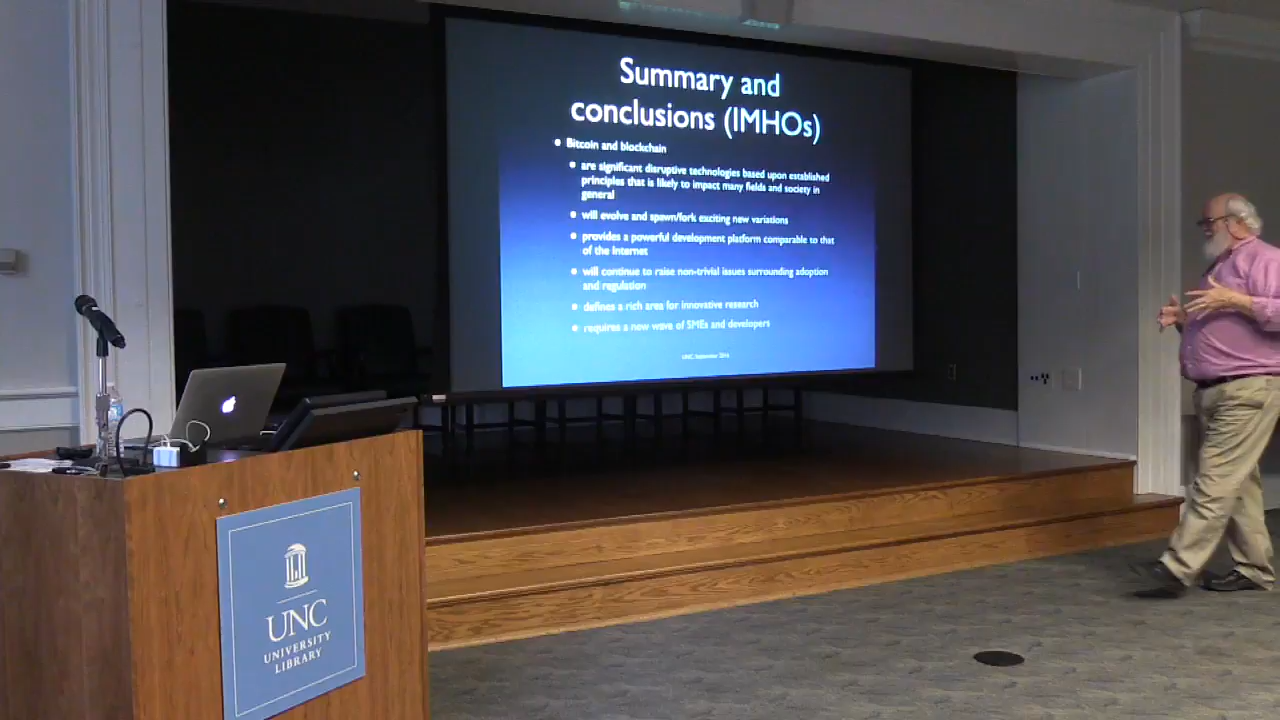 Summary and
conclusions (IMHOs)
Bitcoin and blockchain
are significant disruptive technologies based upon established
principles that is likely to impact many fields and society in
general
will evolve and spawn/fork exciting new variations
provides a powerful development platform comparable to that
of the Internet
will continue to raise non-trivial issues surrounding adoption
and regulation
defines a rich area for innovative research
requires a new wave of SMEs and developers
UNC, September 2016
UNC
UNIVERSITY
LIBRARY